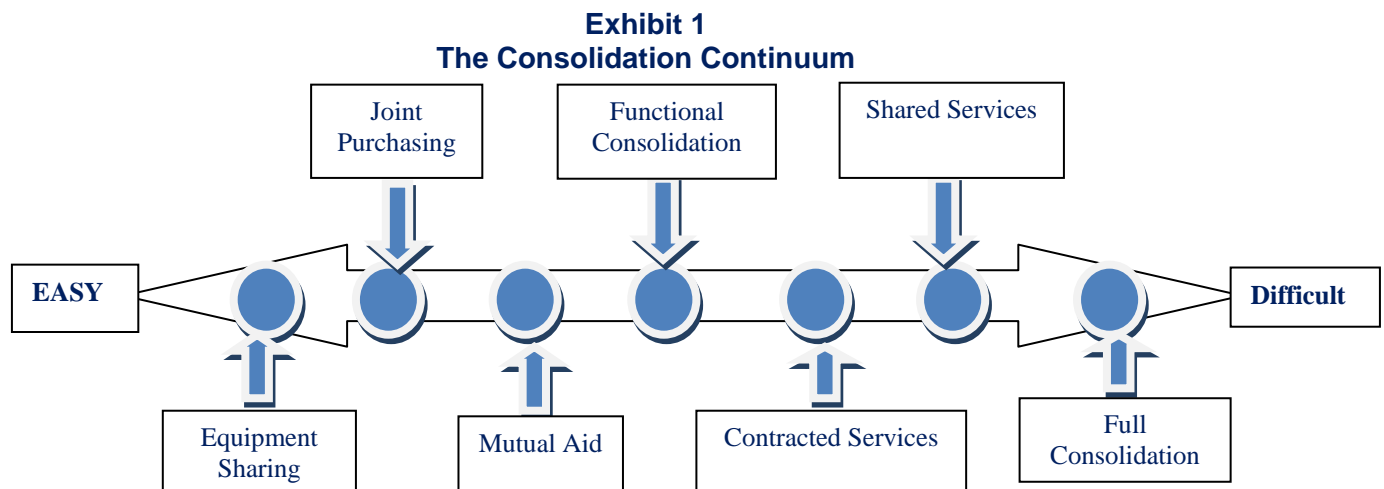 Exhibit 1
The Consolidation Continuum
Joint
Purchasing
Functional
Consolidation
Shared Services
EASY
Difficult
Equipment
Sharing
Mutual Aid
Contracted Services
Full
Consolidation